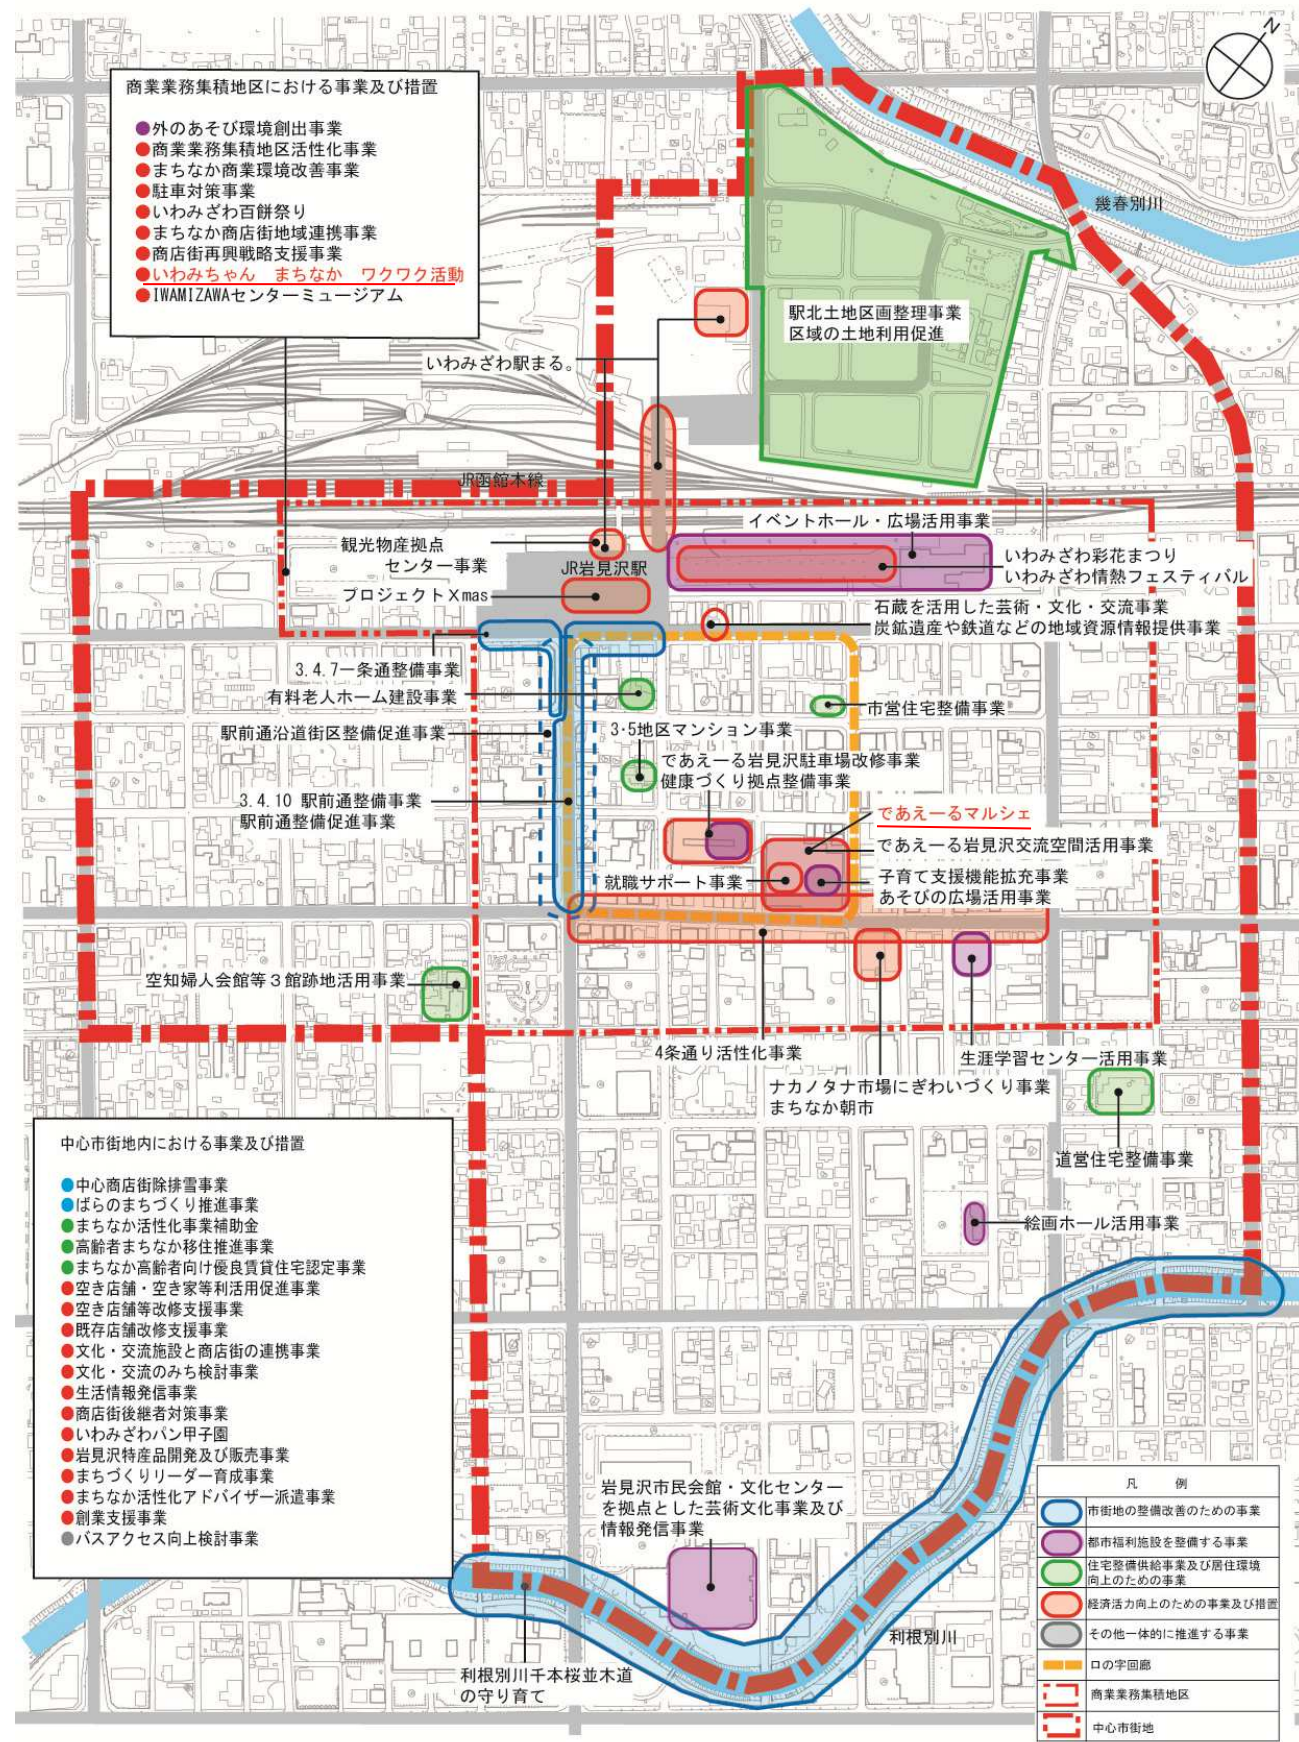 N
商業業務集積地区における事業及び措置
●外のあそび環境創出事業
●商業業務集積地区活性化事業
●まちなか商業環境改善事業
●駐車対策事業
●いわみざわ百餅祭り
●まちなか商店街地域連携事業
●商店街再興戦略支援事業
●いわみちゃん　まちなか　ワクワク活動
●IWAMIZAWAセンターミュージアム
幾春別川
駅北土地区画整理事業
区域の土地利用促進
いわみざわ駅まる。
JR函館本線
イベントホール・広場活用事業
観光物産拠点
センター事業
いわみざわ彩花まつり
いわみざわ情熱フェスティバル
JR岩見沢駅
プロジェクトXmas
石蔵を活用した芸術・文化・交流事業
炭鉱遺産や鉄道などの地域資源情報提供事業
3.4.7一条通整備事業
有料老人ホーム建設事業
市営住宅整備事業
駅前通沿道街区整備促進事業
3・5地区マンション事業
であえーる岩見沢駐車場改修事業
健康づくり拠点整備事業
3.4.10 駅前通整備事業
駅前通整備促進事業
であえーるマルシェ
であえーる岩見沢交流空間活用事業
就職サポート事業
子育て支援機能拡充事業
あそびの広場活用事業
空知婦人会館等３館跡地活用事業
4条通り活性化事業
生涯学習センター活用事業
ナカノタナ市場にぎわいづくり事業
まちなか朝市
道営住宅整備事業
絵画ホール活用事業
中心市街地内における事業及び措置
●中心商店街除排雪事業
●ばらのまちづくり推進事業
●まちなか活性化事業補助金
●高齢者まちなか移住推進事業
●まちなか高齢者向け優良賃貸住宅認定事業
●空き店舗・空き家等利活用促進事業
●空き店舗等改修支援事業
●既存店舗改修支援事業
●文化・交流施設と商店街の連携事業
●文化・交流のみち検討事業
●生活情報発信事業
●商店街後継者対策事業
●いわみざわパン甲子園
●岩見沢特産品開発及び販売事業
●まちづくりリーダー育成事業
●まちなか活性化アドバイザー派遣事業
●創業支援事業
●バスアクセス向上検討事業
岩見沢市民会館・文化センター
を拠点とした芸術文化事業及び
情報発信事業
利根別川
利根別川千本桜並木道
の守り育て
凡　例
市街地の整備改善のための事業
都市福利施設を整備する事業
住宅整備供給事業及び居住環境
向上のための事業
経済活力向上のための事業及び措置
その他一体的に推進する事業
ロの字回廊
商業業務集積地区
中心市街地